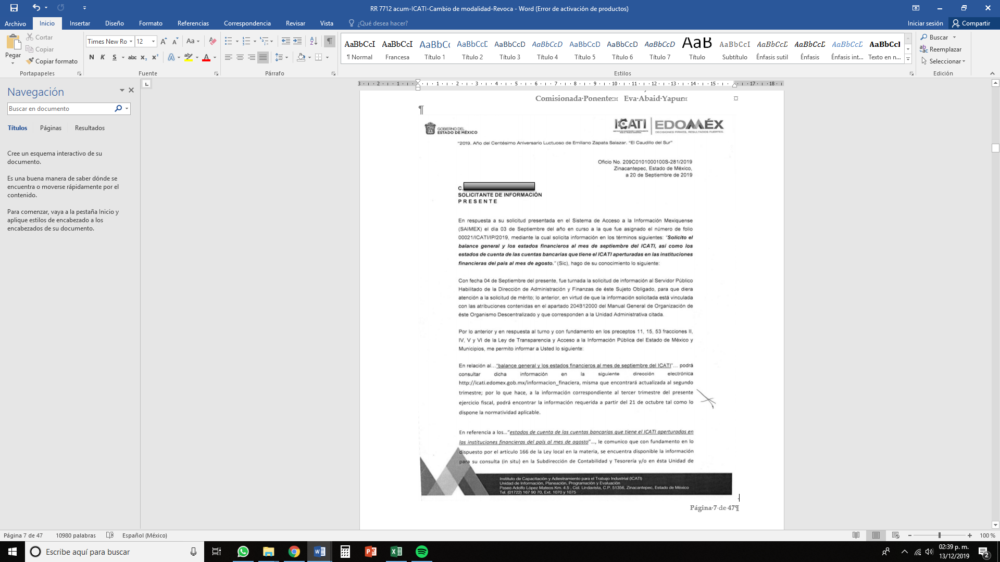 RR 7712 acum-ICATI-Cambio de modalidad-Revoca - Word (Error de activación de productos)
Archivo Inicio Insertar Diseño Formato Referencias Correspondencia Revisar Vista ¿Qué desea hacer? Iniciar sesión Compartir
Pegar
Cortar
Copiar
Copiar formato
Portapapeles
Times New Ro 12
N K S abc x₂ x²
Fuente
Párrafo
AaBbCcI AaBbCcI AaBbC( AaBbCcE AaBbCcD AaBbCcD AaBbCcD AaBbCcD AaBbCcD AaB AaBbCcI AaBbCcD AaBbCcD AaBbCcD AaBbCcI
¶ Normal Francesa Título 1 Título 2 Título 3 Título 4 Título 5 Título 6 Título 7 Título Subtítulo Énfasis sutil Énfasis Énfasis int... Texto en n...
Estilos
Buscar
Reemplazar
Seleccionar
Edición
Navegación
Buscar en documento
Títulos Páginas Resultados
Cree un esquema interactivo de su
documento.
Es una buena manera de saber dónde se
encuentra o moverse rápidamente por el
contenido.
Para comenzar, vaya a la pestaña Inicio y
aplique estilos de encabezado a los
encabezados de su documento.
3 2 1 1 2 3 4 5 6 7 8 9 10 11 12 13 14 15 17 18
Comisionada·Ponente:¤ Eva·Abaid·Yapur¤ ¤
¶
GOBIERNO DEL
ESTADO DE MÉXICO
ICATI EDOMÉX
DECISIONES FIRMES, RESULTADOS FUERTES.
"2019. Año del Centésimo Aniversario Luctuoso de Emiliano Zapata Salazar. "El Caudillo del Sur"
Oficio No. 209C0101000100S-281/2019
Zinacantepec, Estado de México,
a 20 de Septiembre de 2019
C.
SOLICITANTE DE INFORMACIÓN
P R E S E N T E
En respuesta a su solicitud presentada en el Sistema de Acceso a la Información Mexiquense
(SAIMEX) el día 03 de Septiembre del año en curso a la que fue asignado el número de folio
00021/ICATI/IP/2019, mediante la cual solicita información en los términos siguientes: "Solicito el
balance general y los estados financieros al mes de septiembre del ICATI, así como los
estados de cuenta de las cuentas bancarias que tiene el ICATI aperturadas en las instituciones
financieras del país al mes de agosto." (Sic), hago de su conocimiento lo siguiente:
Con fecha 04 de Septiembre del presente, fue turnada la solicitud de información al Servidor Público
Habilitado de la Dirección de Administración y Finanzas de éste Sujeto Obligado, para que diera
atención a la solicitud de mérito; lo anterior, en virtud de que la información solicitada está vinculada
con las atribuciones contenidas en el apartado 204B12000 del Manual General de Organización de
éste Organismo Descentralizado y que corresponden a la Unidad Administrativa citada.
Por lo anterior y en respuesta al turno y con fundamento en los preceptos 11, 15, 53 fracciones II,
IV, V y VI de la Ley de Transparencia y Acceso a la Información Pública del Estado de México y
Municipios, me permito informar a Usted lo siguiente:
En relación al..."balance general y los estados financieros al mes de septiembre del ICATI"... podrá
consultar dicha información en la siguiente dirección electrónica
http://icati.edomex.gob.mx/informacion_finaciera, misma que encontrará actualizada al segundo
trimestre; por lo que hace, a la información correspondiente al tercer trimestre del presente
ejercicio fiscal, podrá encontrar la información requerida a partir del 21 de octubre tal como lo
dispone la normatividad aplicable.
En referencia a los..."estados de cuenta de las cuentas bancarias que tiene el ICATI aperturadas en
las instituciones financieras del país al mes de agosto"..., le comunico que con fundamento en lo
dispuesto por el artículo 166 de la Ley local en la materia, se encuentra disponible la información
para su consulta (in situ) en la Subdirección de Contabilidad y Tesorería y/o en ésta Unidad de
Instituto de Capacitación y Adiestramiento para el Trabajo Industrial (ICATI)
Unidad de Información, Planeación, Programación y Evaluación
Paseo Adolfo López Mateos Km. 4.5 , Col. Lindavista, C.P. 51356, Zinacantepec, Estado de México
Tel. (01722) 167 90 70, Ext. 1070 y 1075
Página·7·de·47¶
Página 7 de 47 10980 palabras Español (México) 100 %
Escribe aquí para buscar
02:39 p. m.
13/12/2019
2